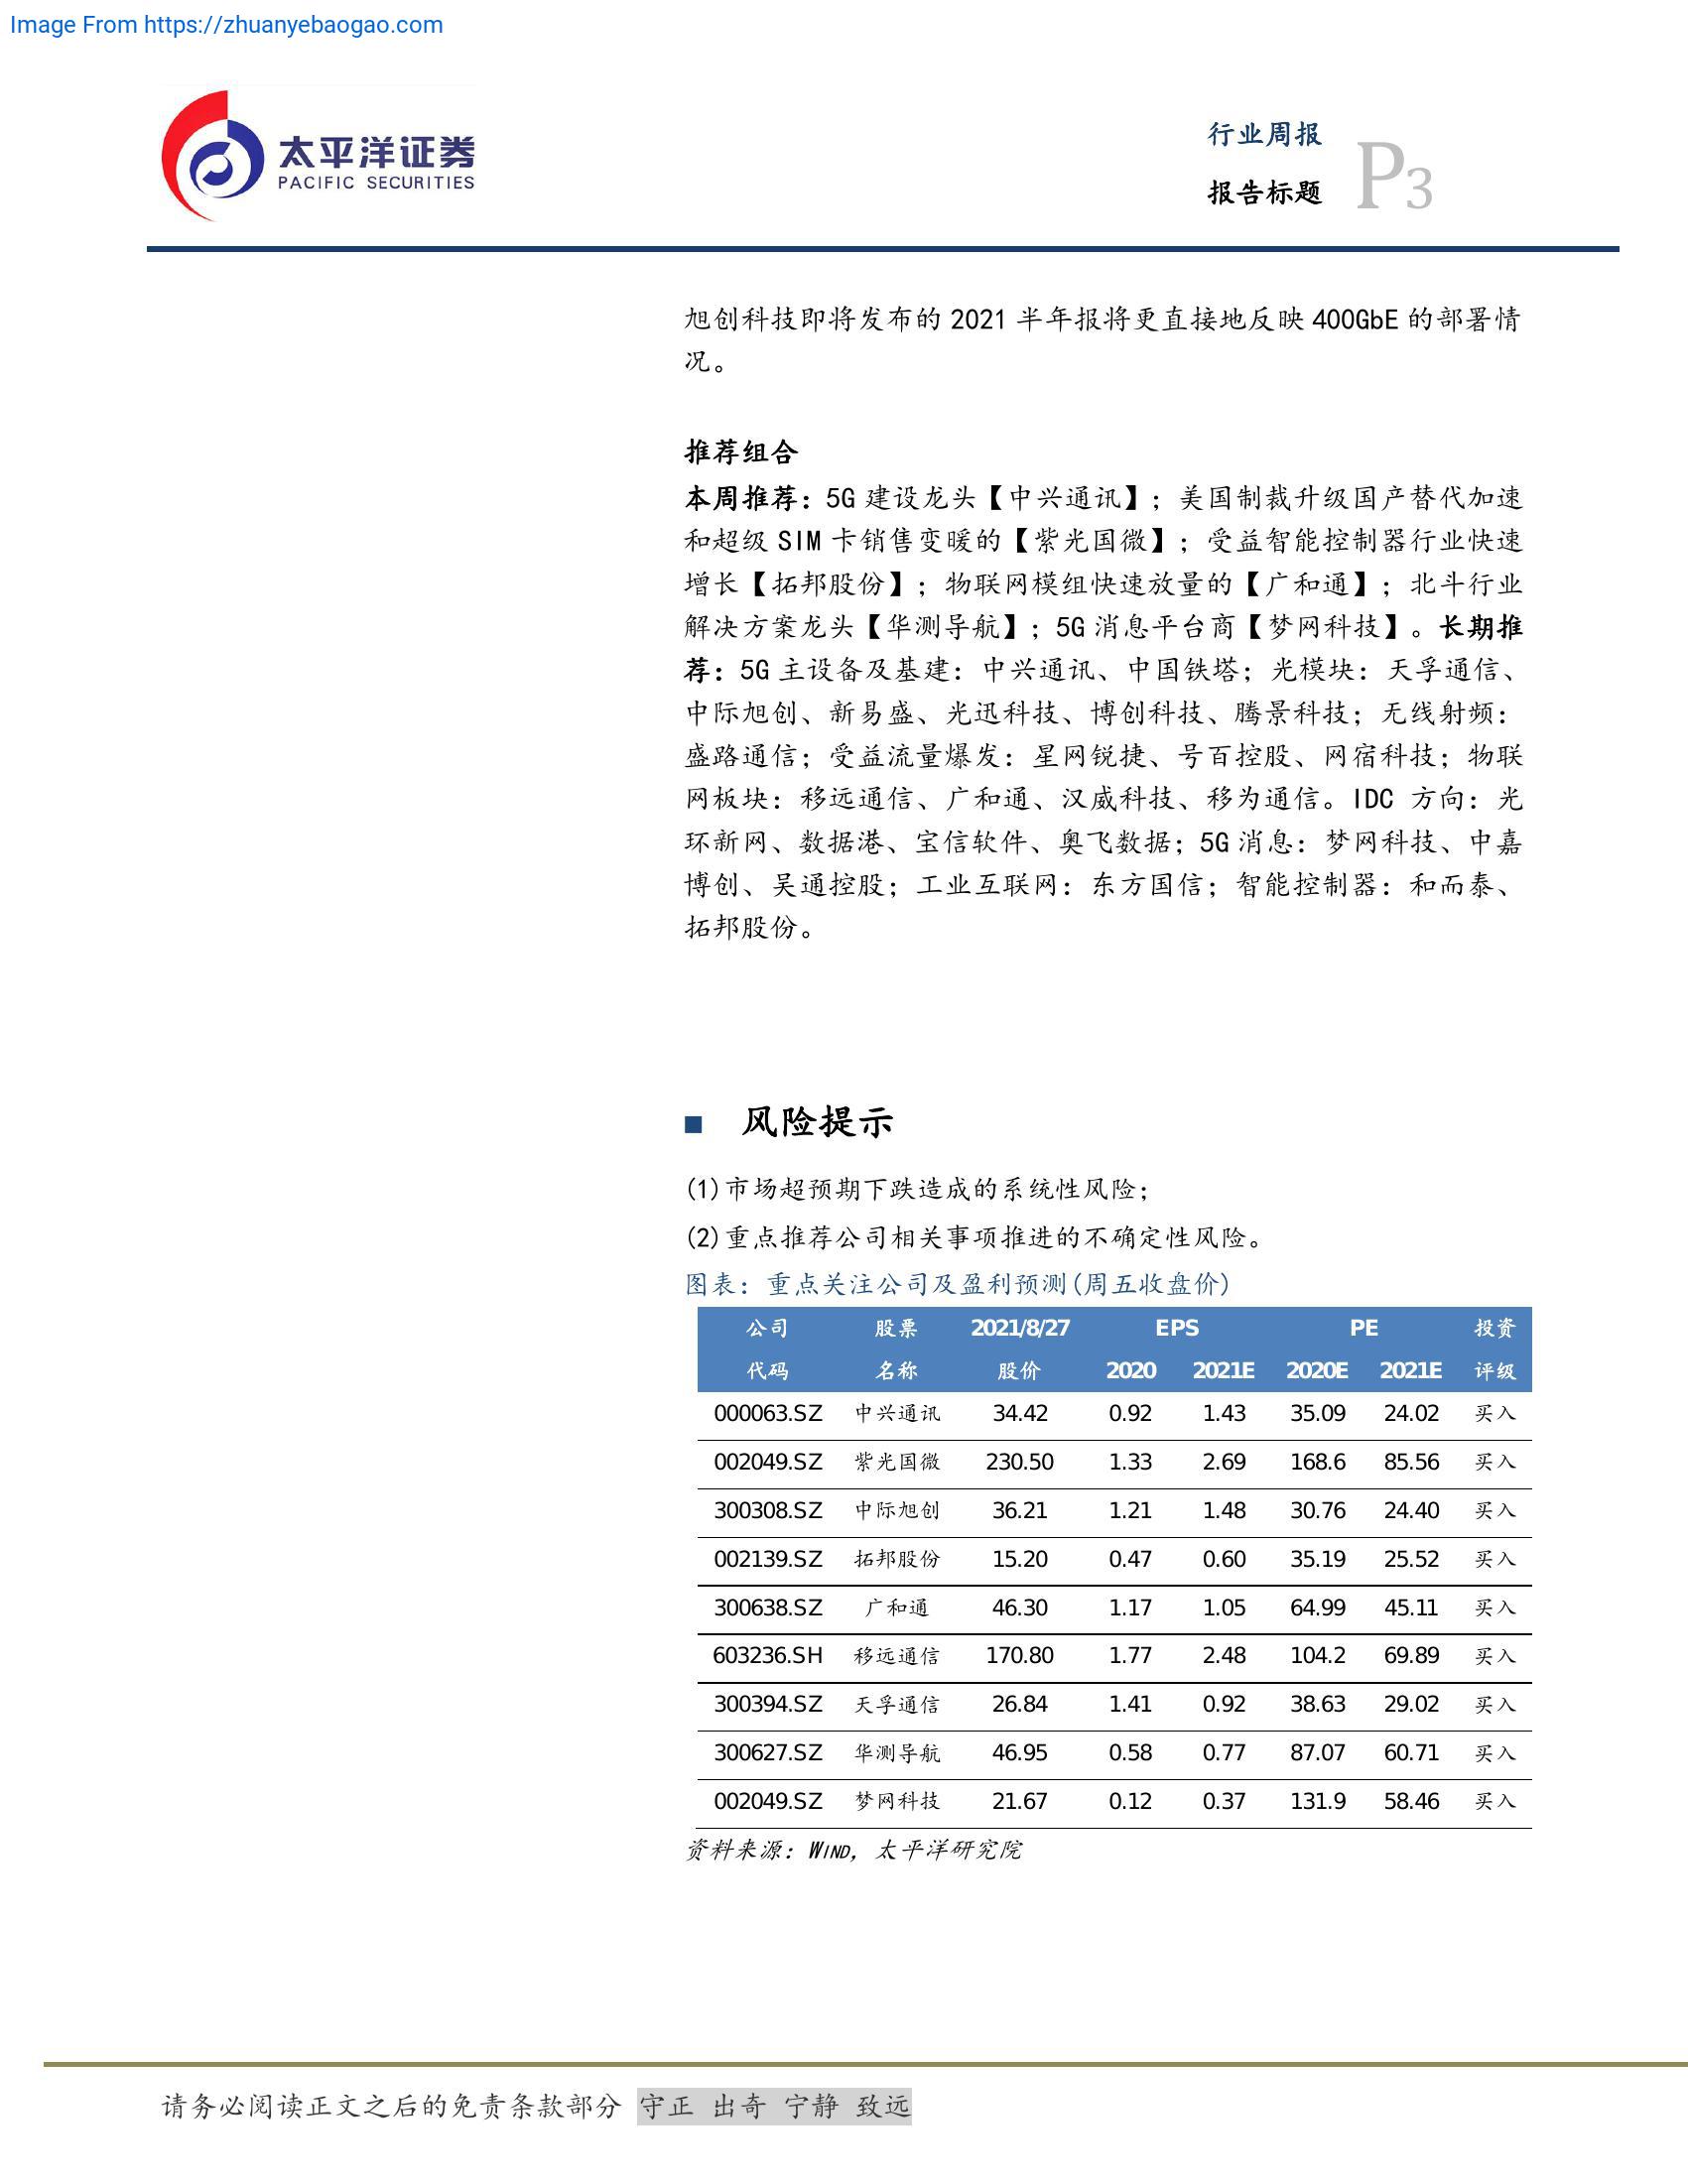 Image From https://zhuanyebaogao.com
太平洋证券
PACIFIC SECURITIES
行业周报
报告标题
P3
旭创科技即将发布的 2021 半年报将更直接地反映 400GbE 的部署情
况。
推荐组合
本周推荐：5G 建设龙头【中兴通讯】；美国制裁升级国产替代加速
和超级 SIM 卡销售变暖的【紫光国微】；受益智能控制器行业快速
增长【拓邦股份】；物联网模组快速放量的【广和通】；北斗行业
解决方案龙头【华测导航】；5G 消息平台商【梦网科技】。长期推
荐：5G 主设备及基建：中兴通讯、中国铁塔；光模块：天孚通信、
中际旭创、新易盛、光迅科技、博创科技、腾景科技；无线射频：
盛路通信；受益流量爆发：星网锐捷、号百控股、网宿科技；物联
网板块：移远通信、广和通、汉威科技、移为通信。IDC 方向：光
环新网、数据港、宝信软件、奥飞数据；5G 消息：梦网科技、中嘉
博创、吴通控股；工业互联网：东方国信；智能控制器：和而泰、
拓邦股份。
■ 风险提示
(1)市场超预期下跌造成的系统性风险；
(2)重点推荐公司相关事项推进的不确定性风险。
图表：重点关注公司及盈利预测(周五收盘价)
公司 股票 2021/8/27 EPS PE 投资
代码 名称 股价 2020 2021E 2020E 2021E 评级
000063.SZ 中兴通讯 34.42 0.92 1.43 35.09 24.02 买入
002049.SZ 紫光国微 230.50 1.33 2.69 168.6 85.56 买入
300308.SZ 中际旭创 36.21 1.21 1.48 30.76 24.40 买入
002139.SZ 拓邦股份 15.20 0.47 0.60 35.19 25.52 买入
300638.SZ 广和通 46.30 1.17 1.05 64.99 45.11 买入
603236.SH 移远通信 170.80 1.77 2.48 104.2 69.89 买入
300394.SZ 天孚通信 26.84 1.41 0.92 38.63 29.02 买入
300627.SZ 华测导航 46.95 0.58 0.77 87.07 60.71 买入
002049.SZ 梦网科技 21.67 0.12 0.37 131.9 58.46 买入
资料来源：WIND，太平洋研究院
请务必阅读正文之后的免责条款部分 守正 出奇 宁静 致远